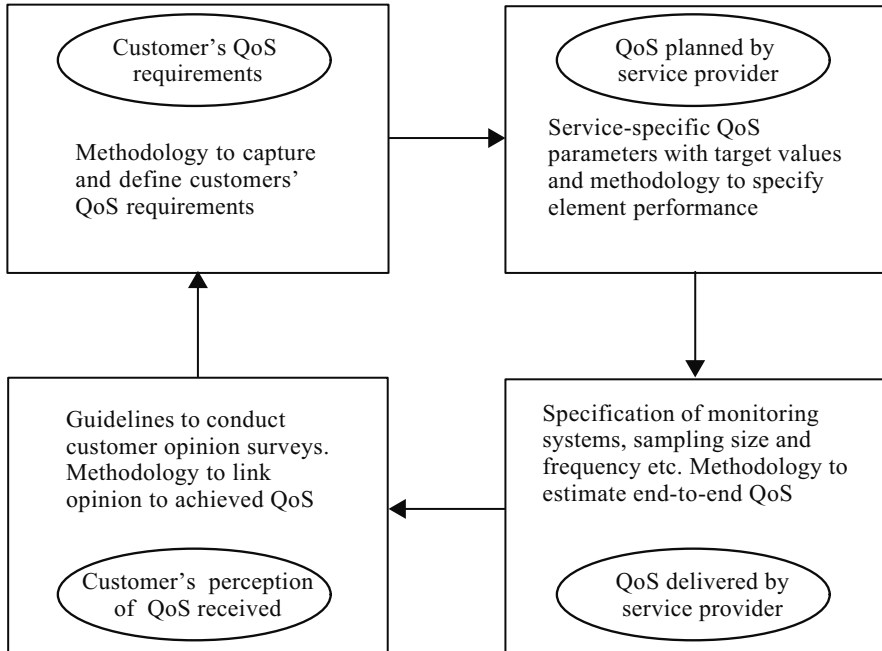 Customer’s QoS
requirements
Methodology to capture
and define customers’
QoS requirements
QoS planned by
service provider
Service-specific QoS
parameters with target values
and methodology to specify
element performance
Guidelines to conduct
customer opinion surveys.
Methodology to link
opinion to achieved QoS
Customer’s perception
of QoS received
Specification of monitoring
systems, sampling size and
frequency etc. Methodology to
estimate end-to-end QoS
QoS delivered by
service provider